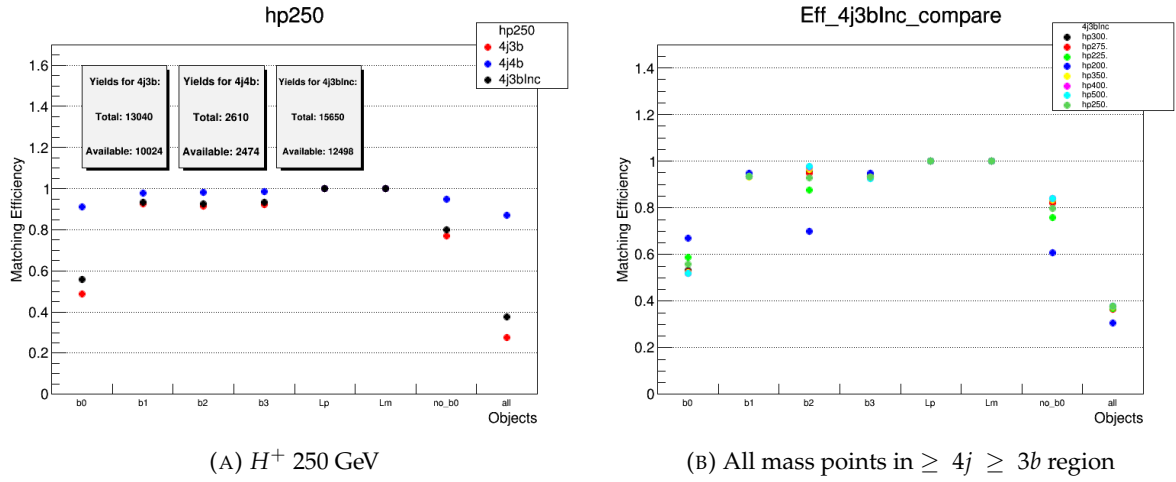 hp250
hp250
4j3b
4j4b
4j3bInc
Yields for 4j3b:
Total: 13040
Available: 10024
Yields for 4j4b:
Total: 2610
Available: 2474
Yields for 4j3bInc:
Total: 15650
Available: 12498
Matching Efficiency
1.6
1.4
1.2
1
0.8
0.6
0.4
0.2
0
b0 b1 b2 b3 Lp Lm no_b0 all
Objects
(A) H+ 250 GeV
Eff_4j3bInc_compare
4j3bInc
hp300.
hp275.
hp225.
hp200.
hp350.
hp400.
hp500.
hp250.
Matching Efficiency
1.4
1.2
1
0.8
0.6
0.4
0.2
0
b0 b1 b2 b3 Lp Lm no_b0 all
Objects
(B) All mass points in ≥ 4j ≥ 3b region